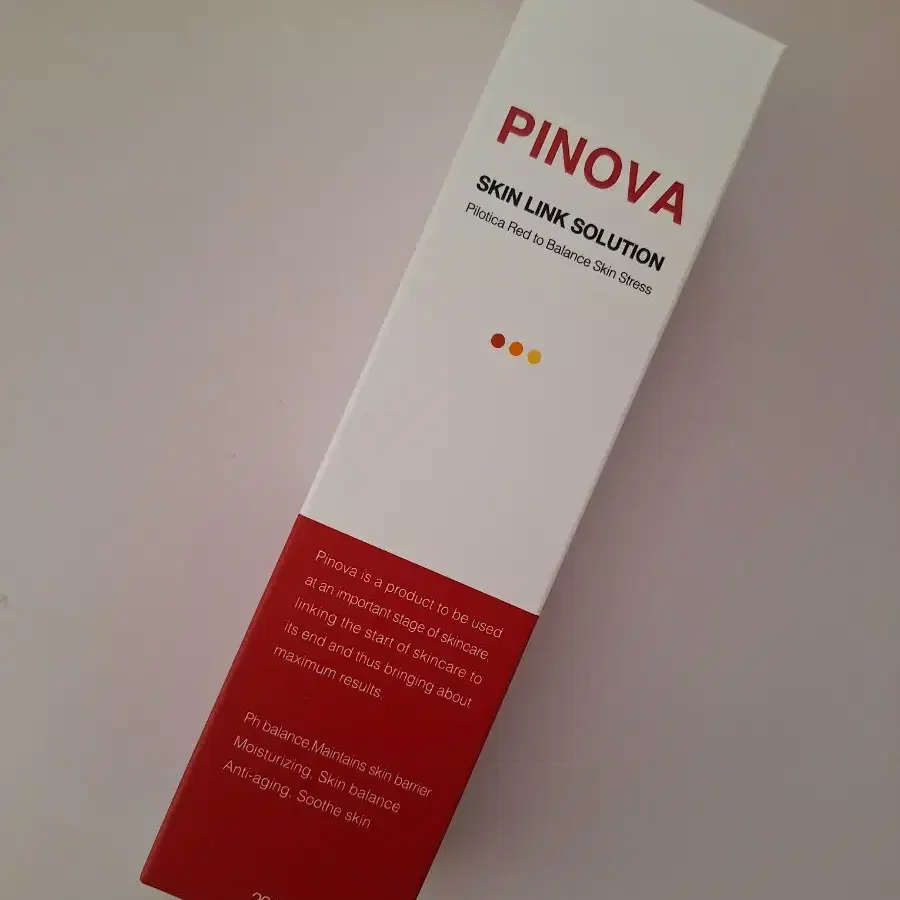 PINOVA
SKIN LINK SOLUTION
Pilotica Red to Balance Skin Stress
Pinova is a product to be used
at an important stage of skincare,
linking the start of skincare to
its end and thus bringing about
maximum results.
Ph balance,Maintains skin barrier
Moisturizing, Skin balance
Anti-aging, Soothe skin